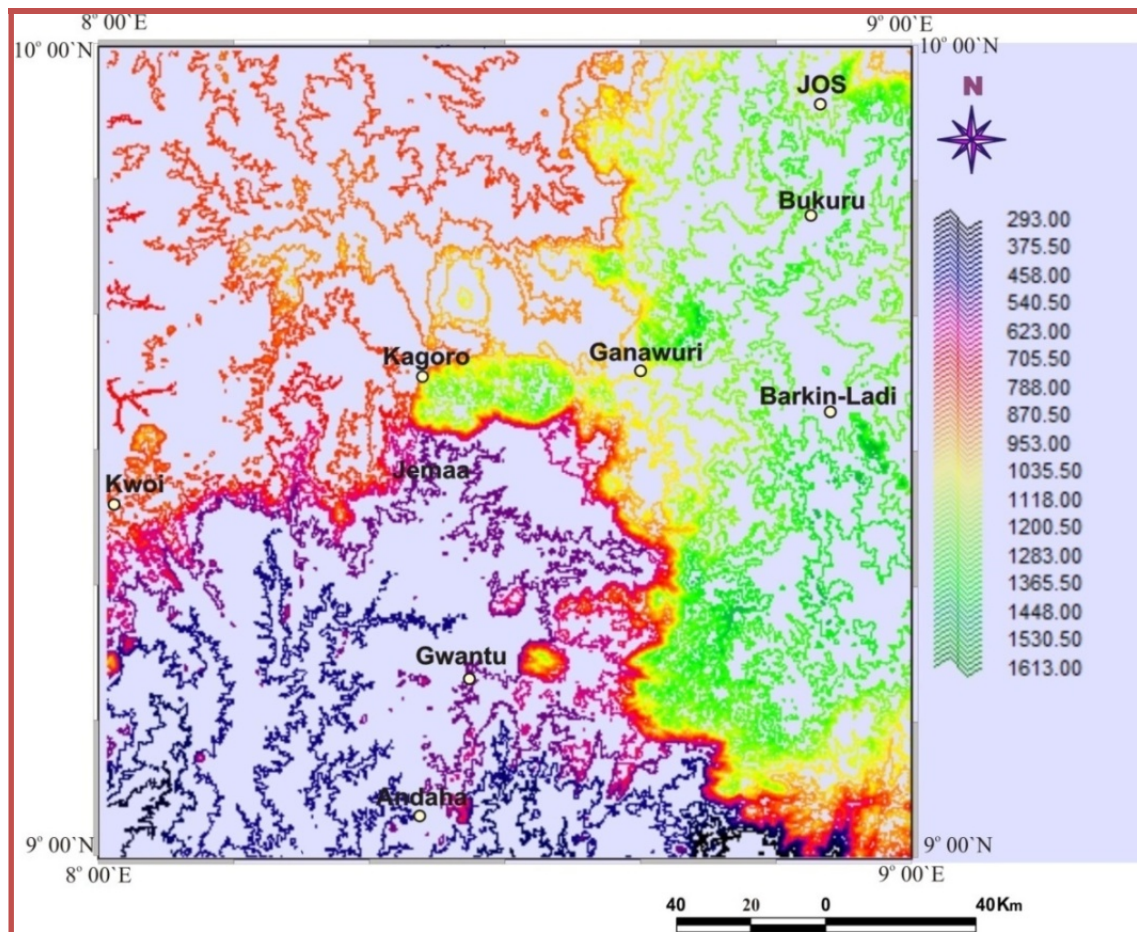 8° 00`E
9° 00`E
10° 00`N
10° 00`N
JOS
N
Bukuru
293.00
375.50
458.00
540.50
623.00
705.50
788.00
870.50
953.00
1035.50
1118.00
1200.50
1283.00
1365.50
1448.00
1530.50
1613.00
Kagoro
Ganawuri
Barkin-Ladi
Jemaa
Kwoi
Gwantu
Andaha
9° 00`N
9° 00`N
8° 00`E
9° 00`E
40 20 0 40Km